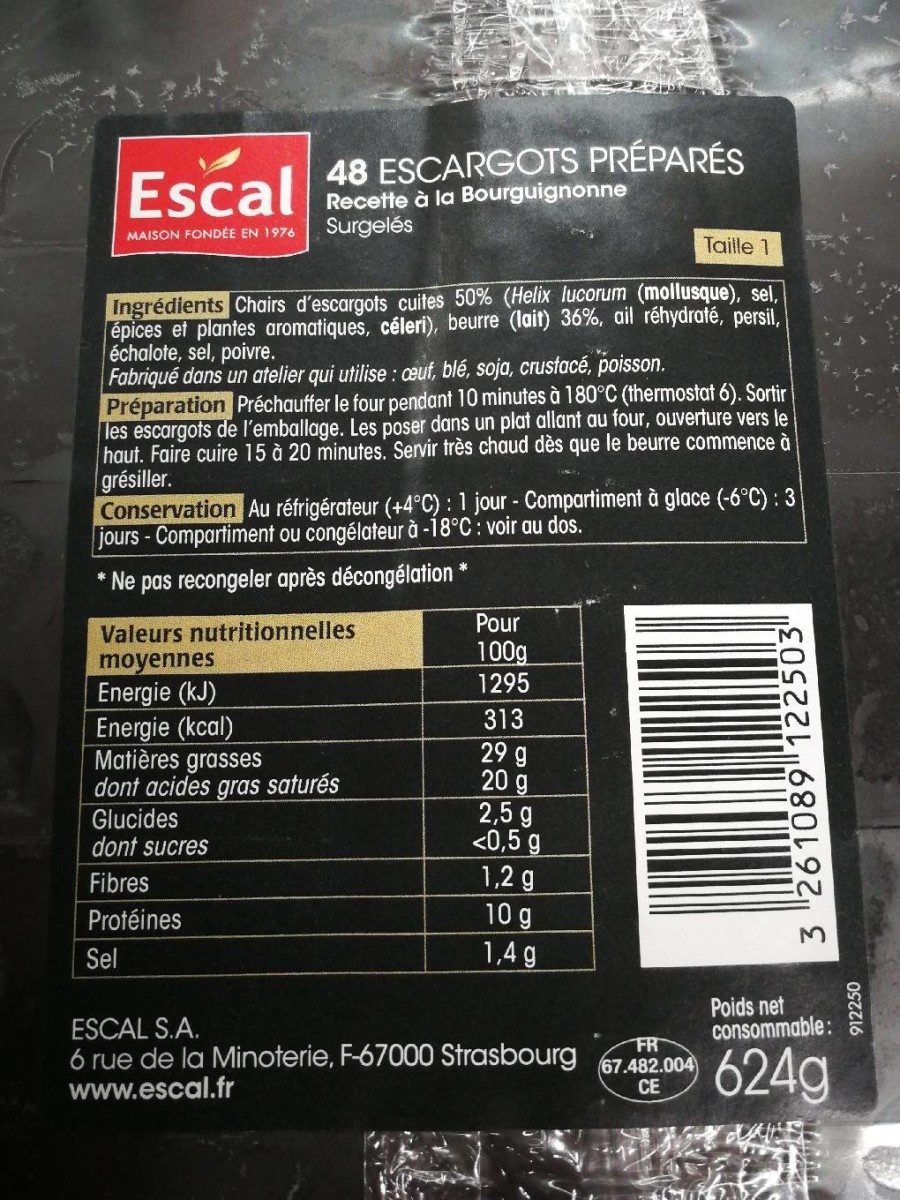 Escal
MAISON FONDÉE EN 1976
48 ESCARGOTS PRÉPARÉS
Recette à la Bourguignonne
Surgelés
Taille 1
Ingrédients Chairs d'escargots cuites 50% (Helix lucorum (mollusque), sel,
épices et plantes aromatiques, céleri), beurre (lait) 36%, ail réhydraté, persil,
échalote, sel, poivre.
Fabriqué dans un atelier qui utilise : œuf, blé, soja, crustacé, poisson.
Préparation Préchauffer le four pendant 10 minutes à 180°C (thermostat 6). Sortir
les escargots de l'emballage. Les poser dans un plat allant au four, ouverture vers le
haut. Faire cuire 15 à 20 minutes. Servir très chaud dès que le beurre commence à
grésiller.
Conservation Au réfrigérateur (+4°C) : 1 jour - Compartiment à glace (-6°C) : 3
jours - Compartiment ou congélateur à -18°C : voir au dos.
* Ne pas recongeler après décongélation *
Valeurs nutritionnelles
moyennes
Pour
100g
Energie (kJ) 1295
Energie (kcal) 313
Matières grasses 29 g
dont acides gras saturés 20 g
Glucides 2,5 g
dont sucres <0,5 g
Fibres 1,2 g
Protéines 10 g
Sel 1,4 g
3 261089 122503
912250
ESCAL S.A.
6 rue de la Minoterie, F-67000 Strasbourg
www.escal.fr
FR
67.482.004
CE
Poids net
consommable :
624g